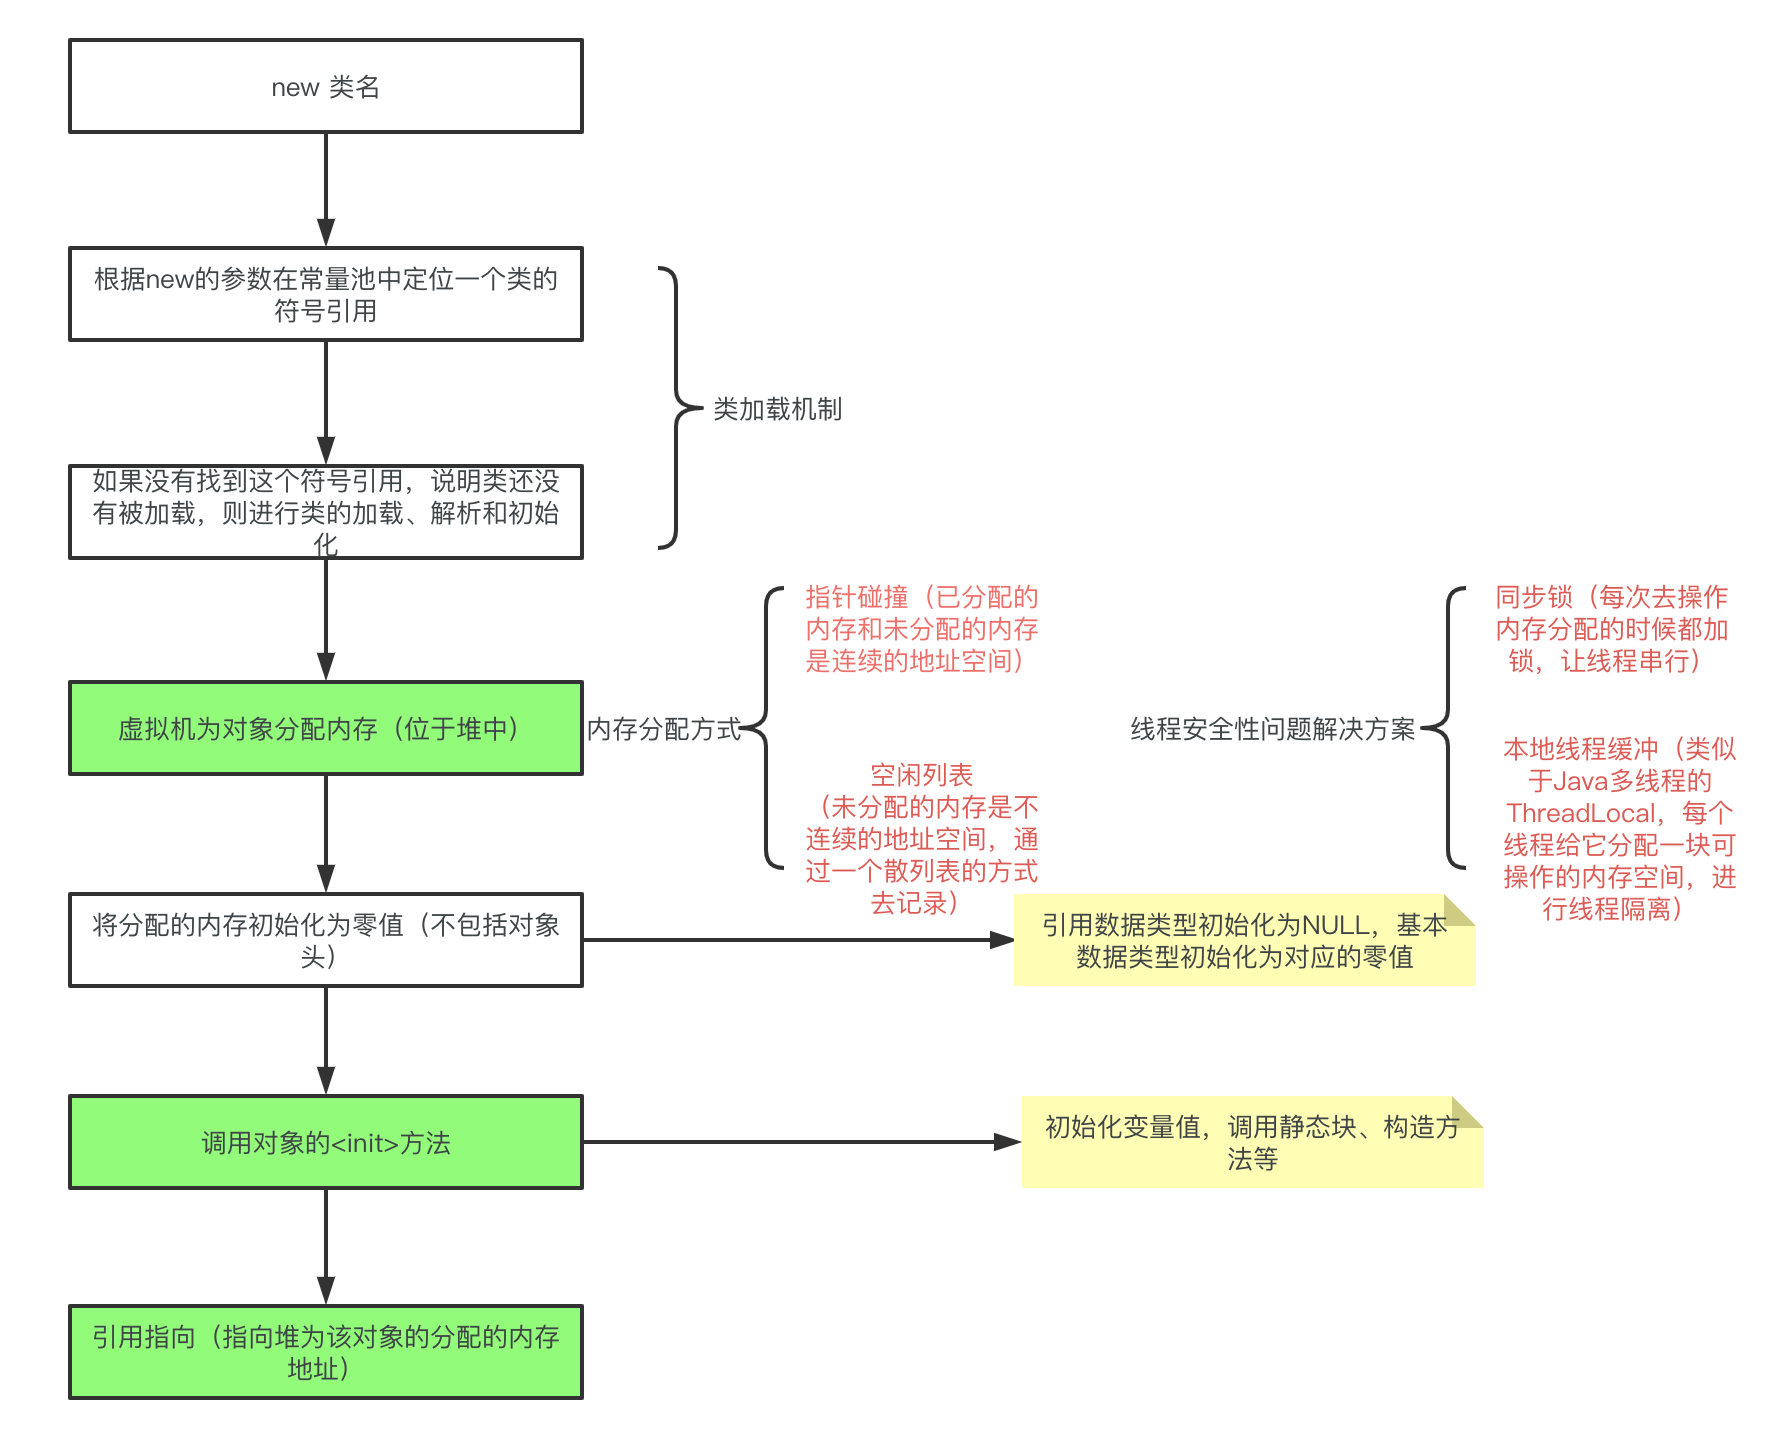 new 类名
根据new的参数在常量池中定位一个类的
符号引用
类加载机制
如果没有找到这个符号引用，说明类还没
有被加载，则进行类的加载、解析和初始
化
虚拟机为对象分配内存（位于堆中）
内存分配方式
指针碰撞（已分配的
内存和未分配的内存
是连续的地址空间）
空闲列表
（未分配的内存是不
连续的地址空间，通
过一个散列表的方式
去记录）
线程安全性问题解决方案
同步锁（每次去操作
内存分配的时候都加
锁，让线程串行）
本地线程缓冲（类似
于Java多线程的
ThreadLocal，每个
线程给它分配一块可
操作的内存空间，进
行线程隔离）
将分配的内存初始化为零值（不包括对象
头）
引用数据类型初始化为NULL，基本
数据类型初始化为对应的零值
调用对象的<init>方法
初始化变量值，调用静态块、构造方
法等
引用指向（指向堆为该对象的分配的内存
地址）